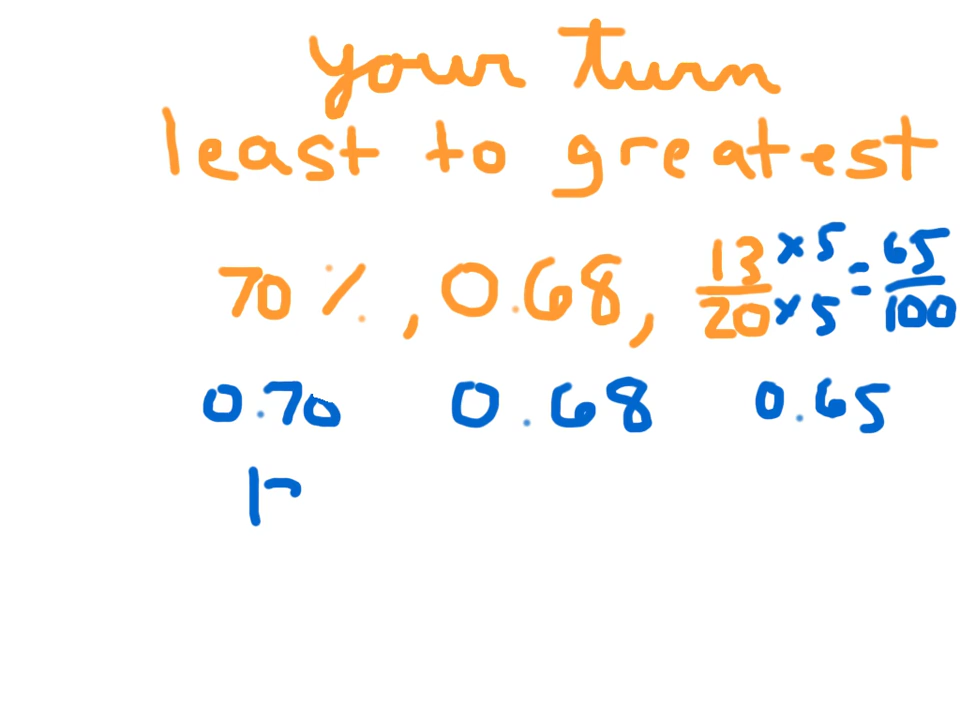 your turn
least to greatest
70%, 0.68, 13/20 ×5/×5 = 65/100
0.70 0.68 0.65
1